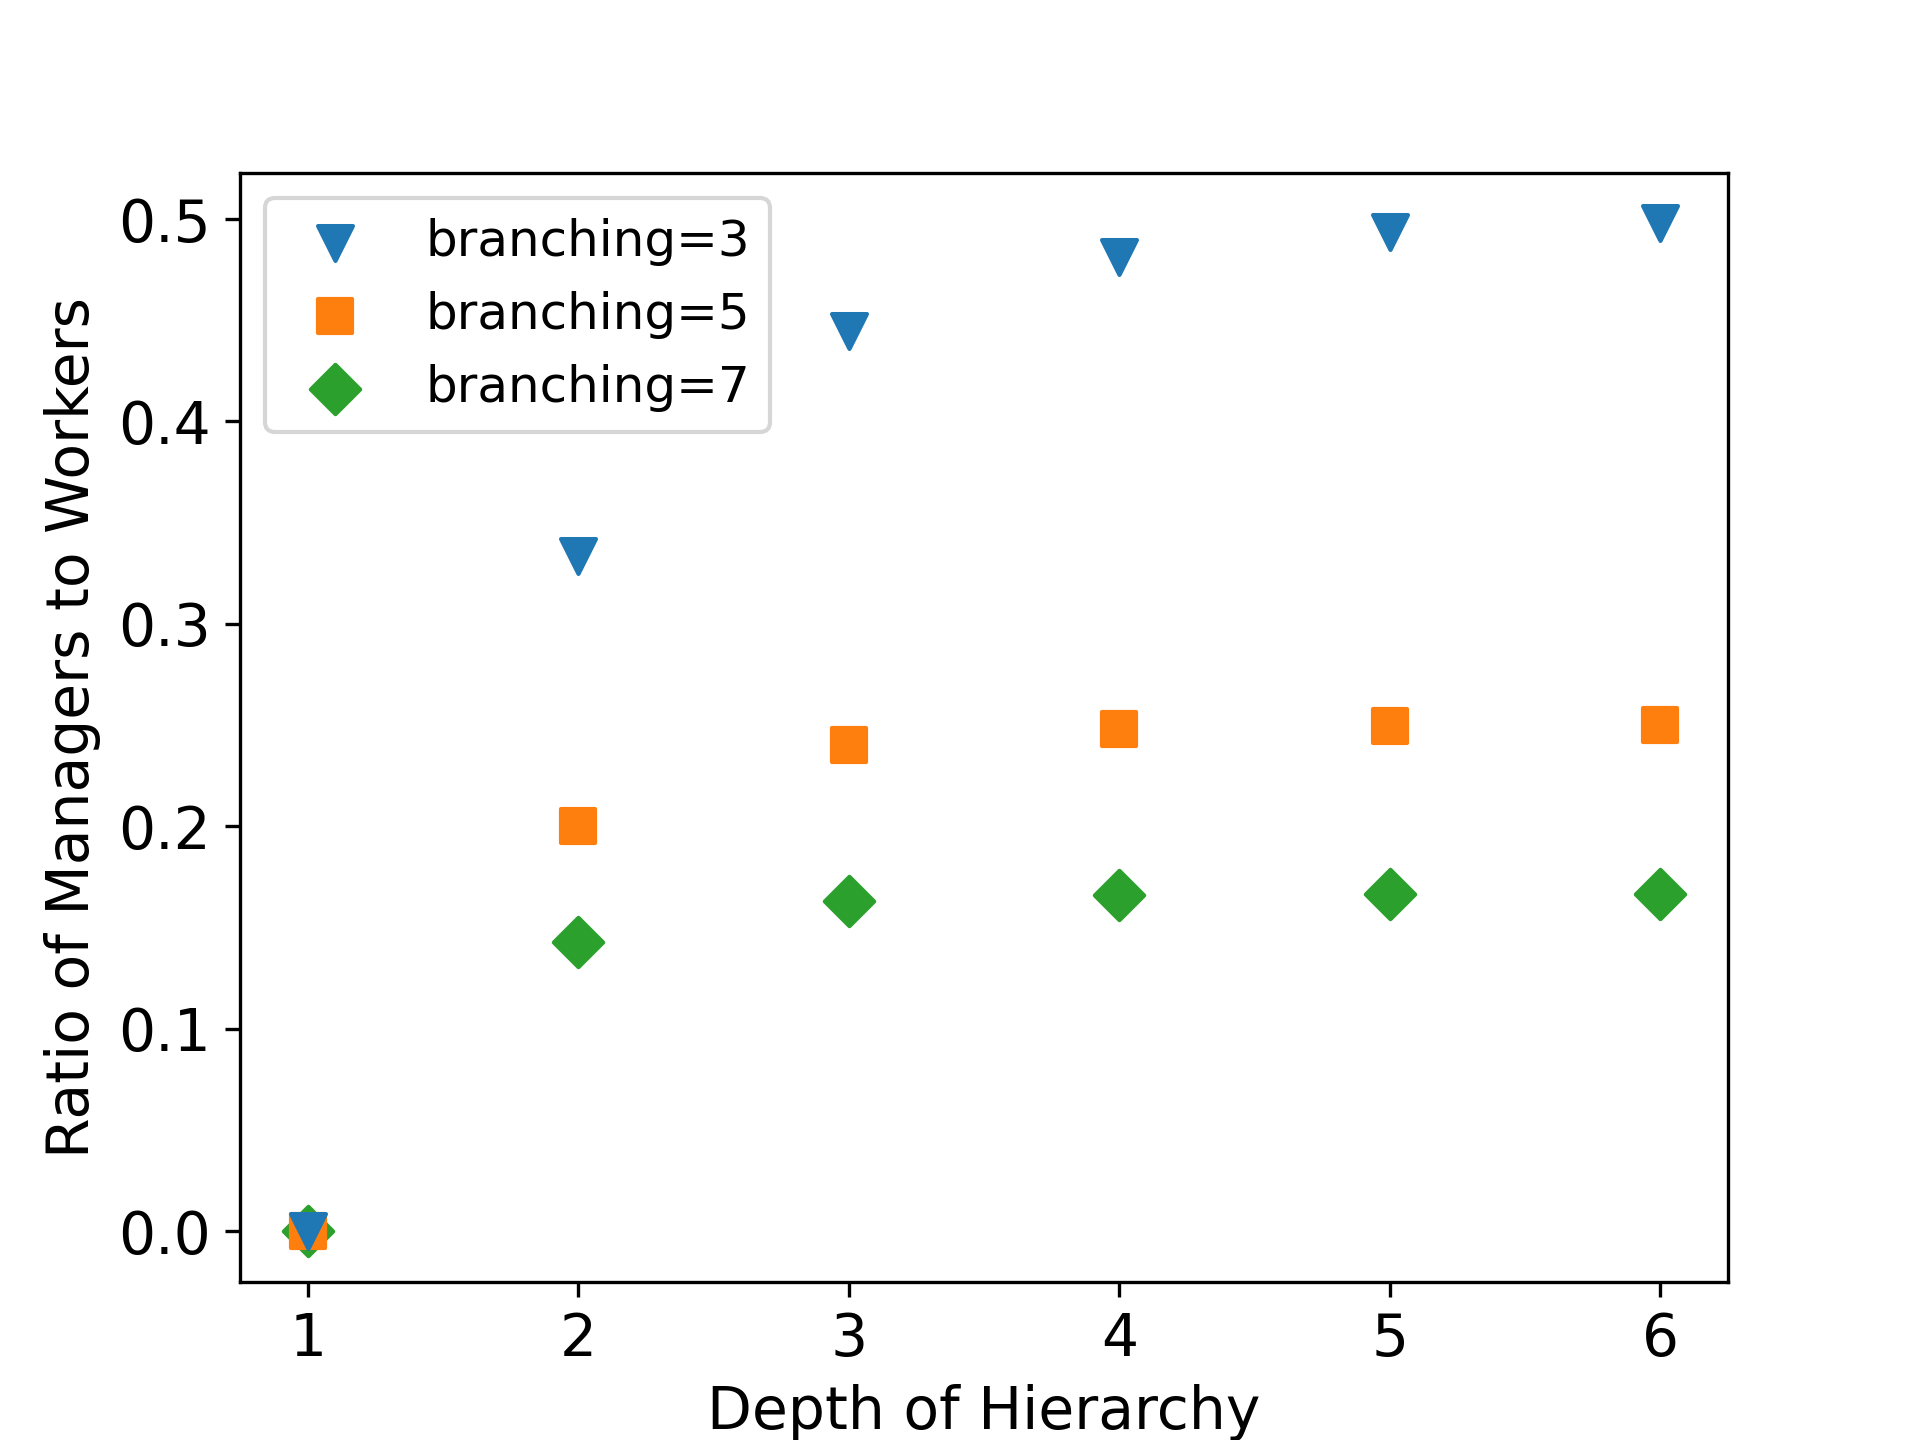 branching=3
branching=5
branching=7
Ratio of Managers to Workers
0.5
0.4
0.3
0.2
0.1
0.0
1 2 3 4 5 6
Depth of Hierarchy